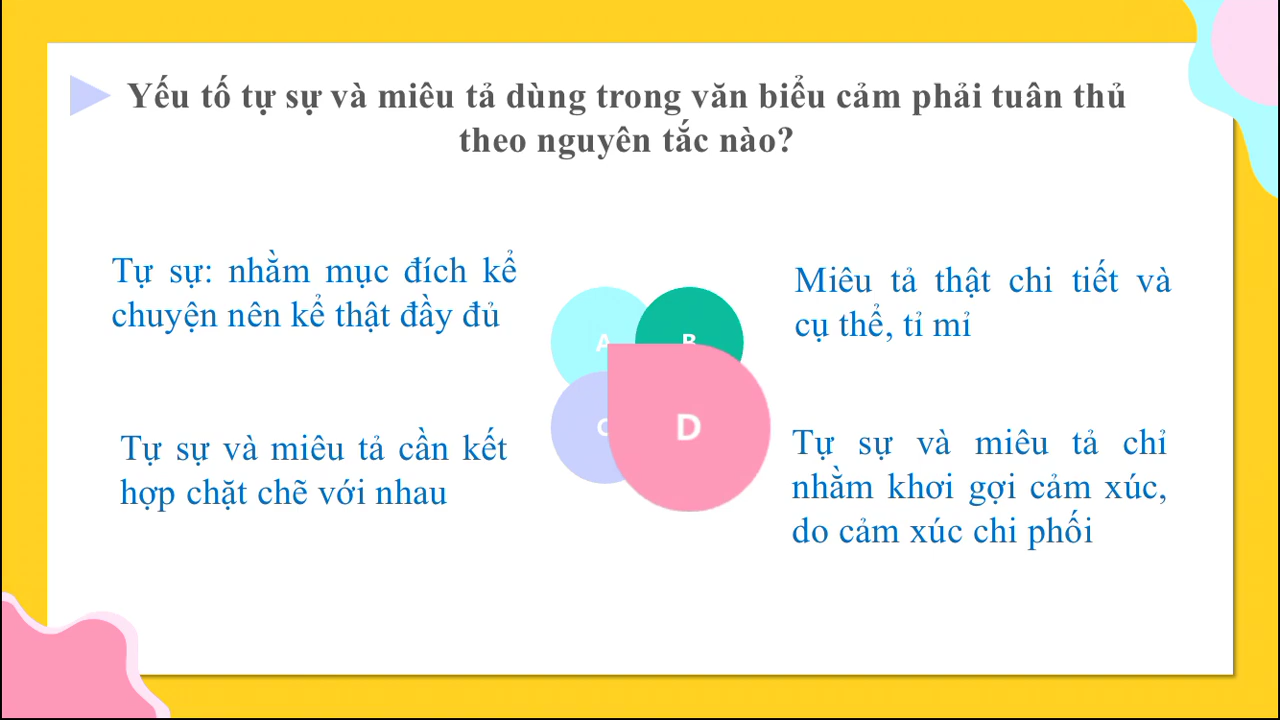 Yếu tố tự sự và miêu tả dùng trong văn biểu cảm phải tuân thủ
theo nguyên tắc nào?
Tự sự: nhằm mục đích kể
chuyện nên kể thật đầy đủ
Miêu tả thật chi tiết và
cụ thể, tỉ mỉ
A
B
C
D
Tự sự và miêu tả cần kết
hợp chặt chẽ với nhau
Tự sự và miêu tả chỉ
nhằm khơi gợi cảm xúc,
do cảm xúc chi phối